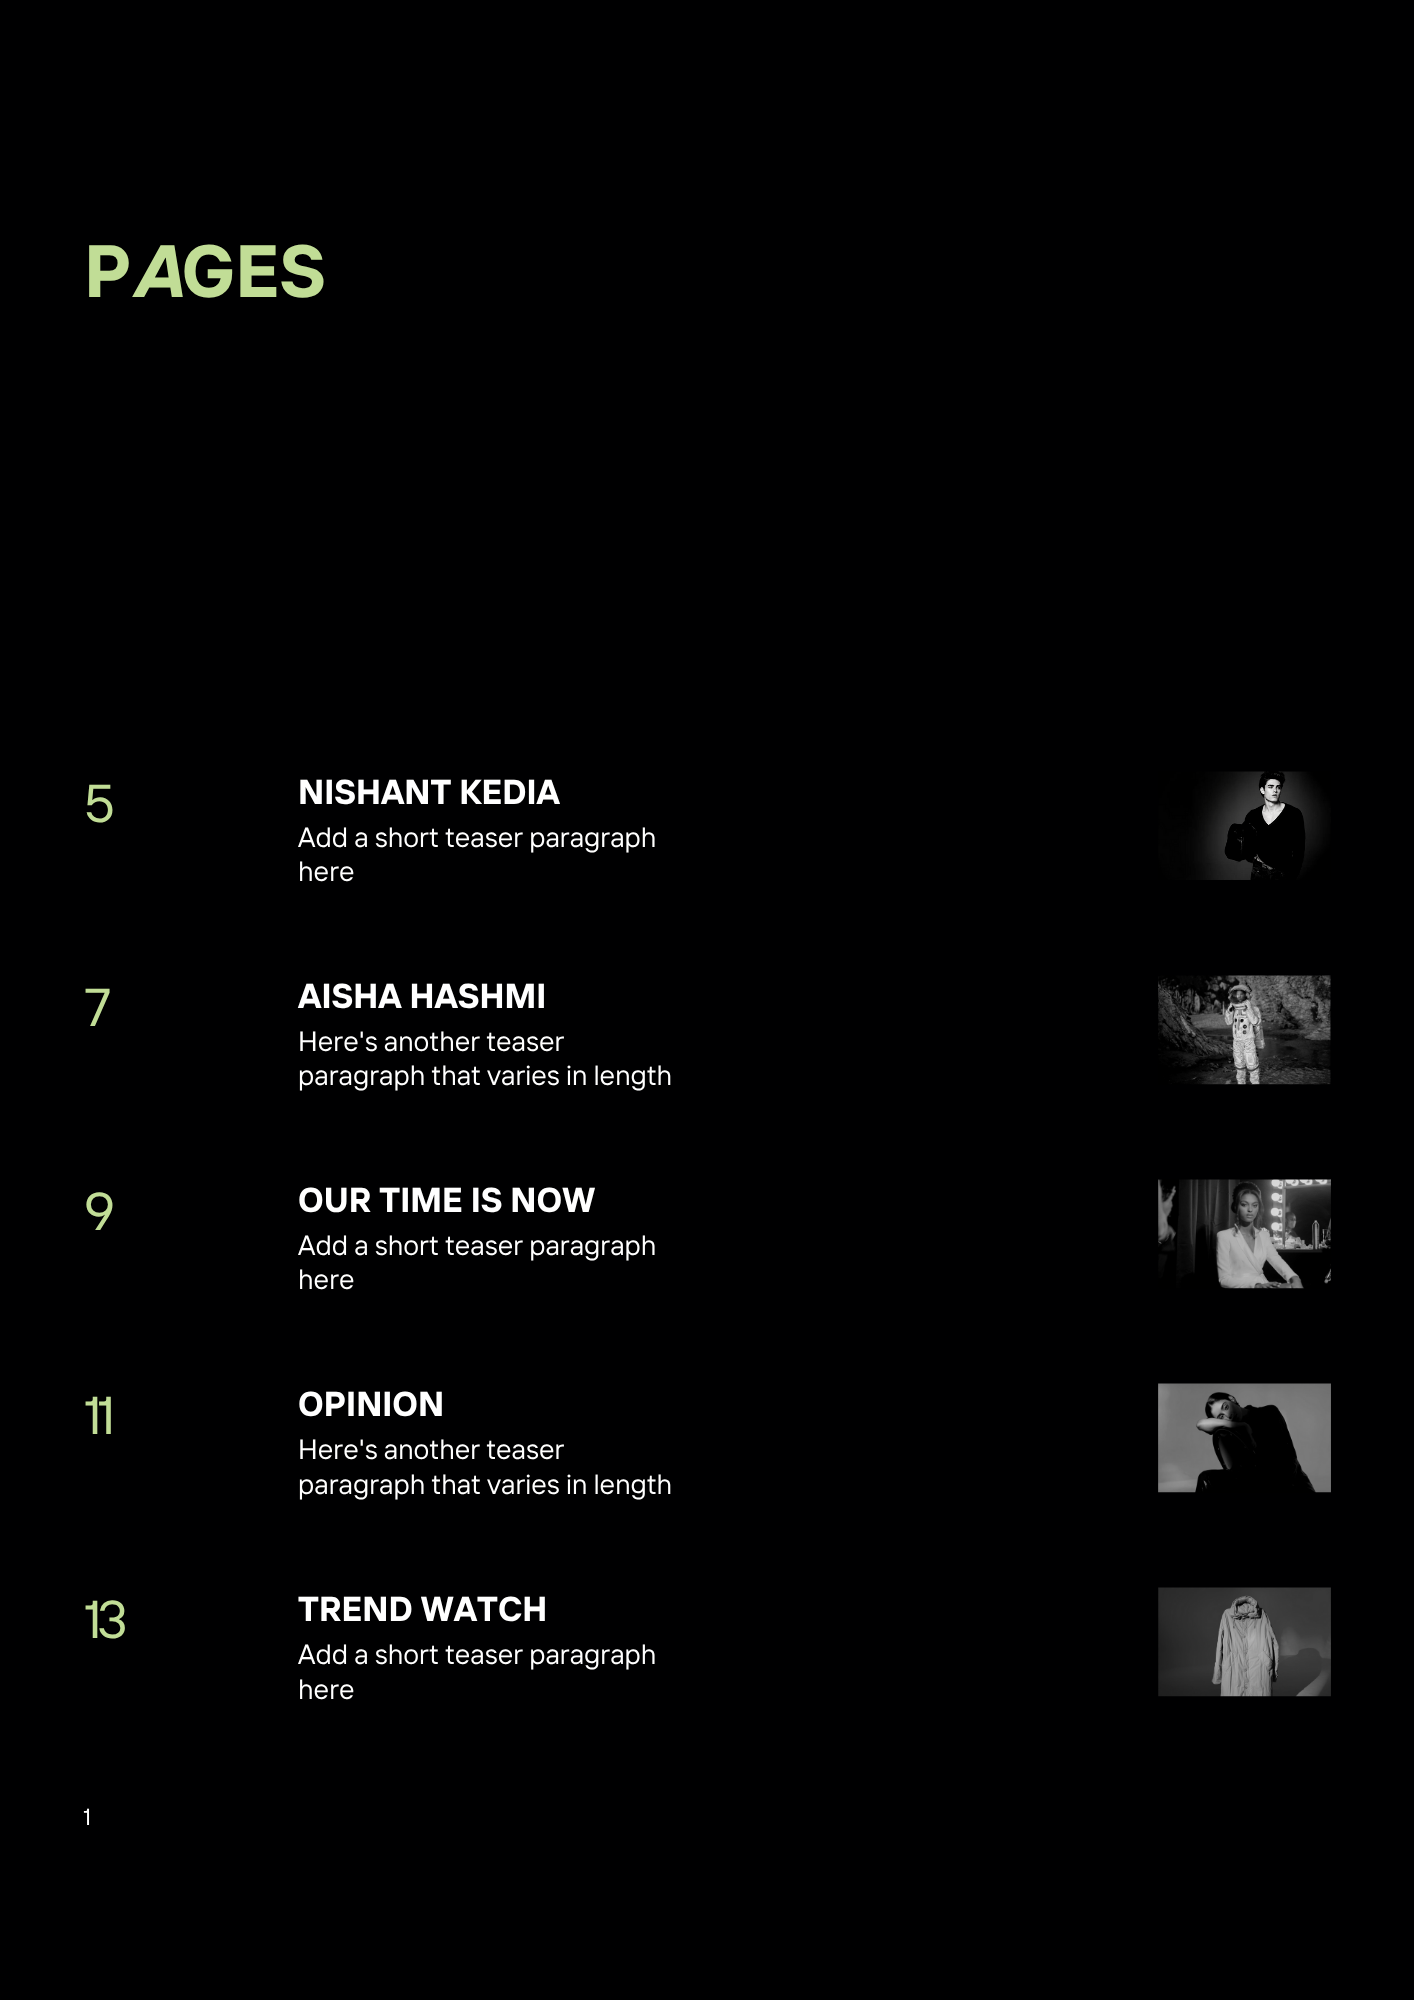 PAGES
5
NISHANT KEDIA
Add a short teaser paragraph
here
7
AISHA HASHMI
Here's another teaser
paragraph that varies in length
9
OUR TIME IS NOW
Add a short teaser paragraph
here
11
OPINION
Here's another teaser
paragraph that varies in length
13
TREND WATCH
Add a short teaser paragraph
here
1